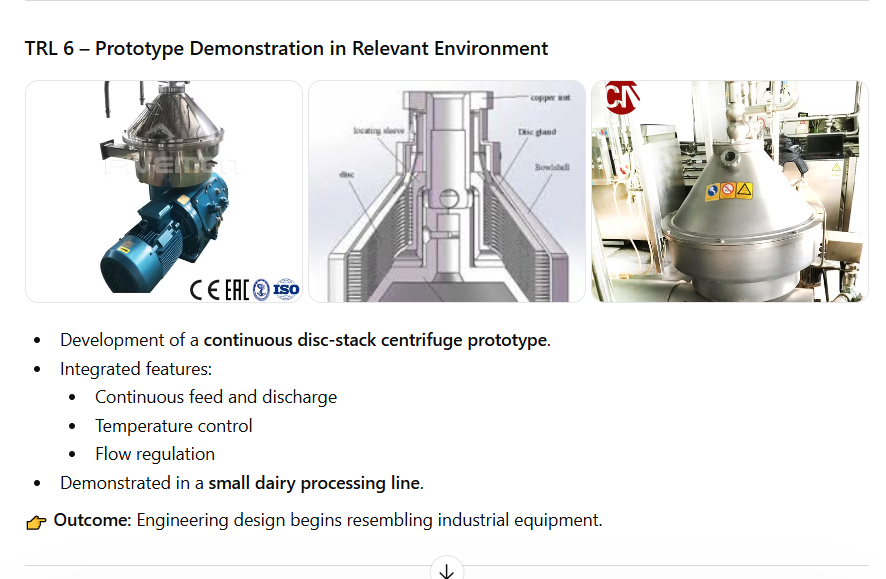 TRL 6 – Prototype Demonstration in Relevant Environment
CE EAC ISO
copper nut
locating sleeve
Disc gland
disc
Bowlshell
CN
Development of a continuous disc-stack centrifuge prototype.
Integrated features:
Continuous feed and discharge
Temperature control
Flow regulation
Demonstrated in a small dairy processing line.
👉 Outcome: Engineering design begins resembling industrial equipment.